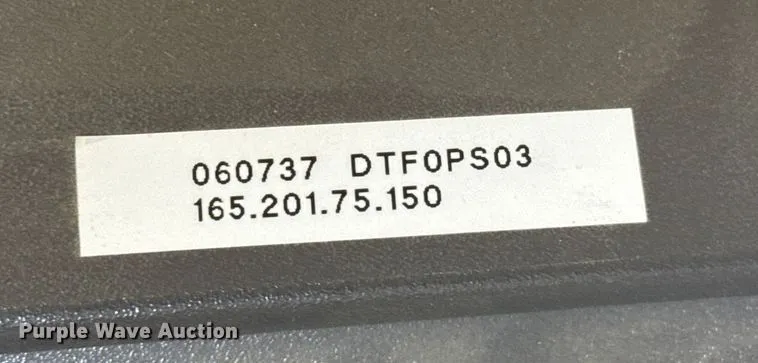 060737 DTF0PS03
165.201.75.150
Purple Wave Auction